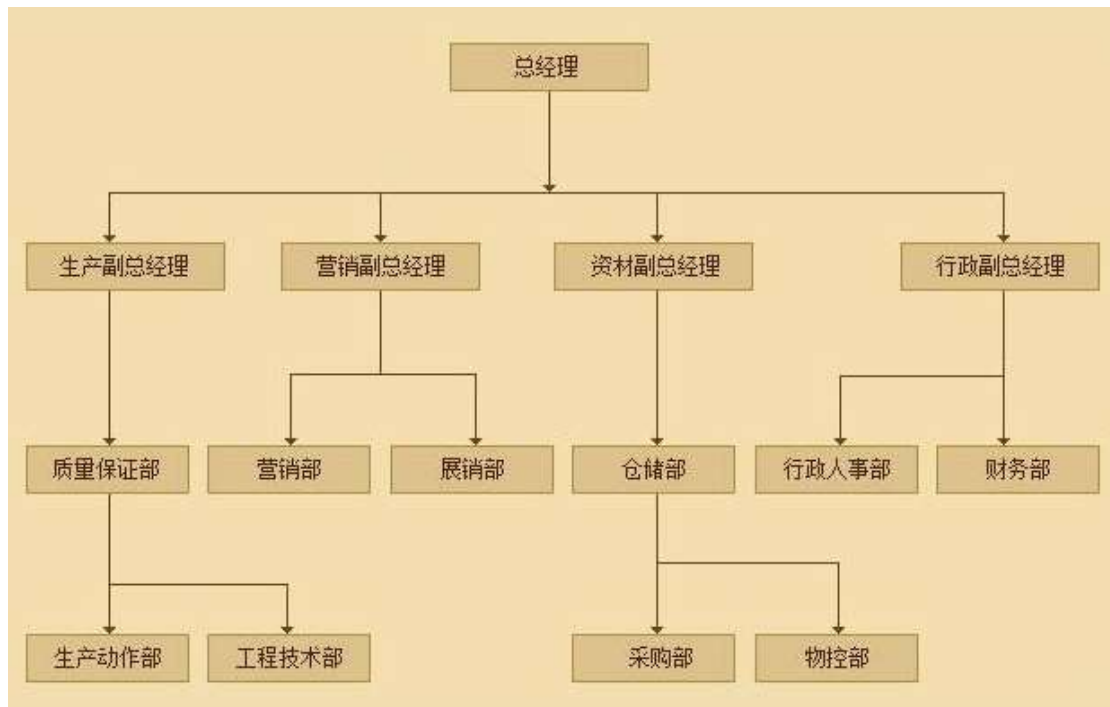 总经理
生产副总经理
营销副总经理
资材副总经理
行政副总经理
质量保证部
营销部
展销部
仓储部
行政人事部
财务部
生产动作部
工程技术部
采购部
物控部